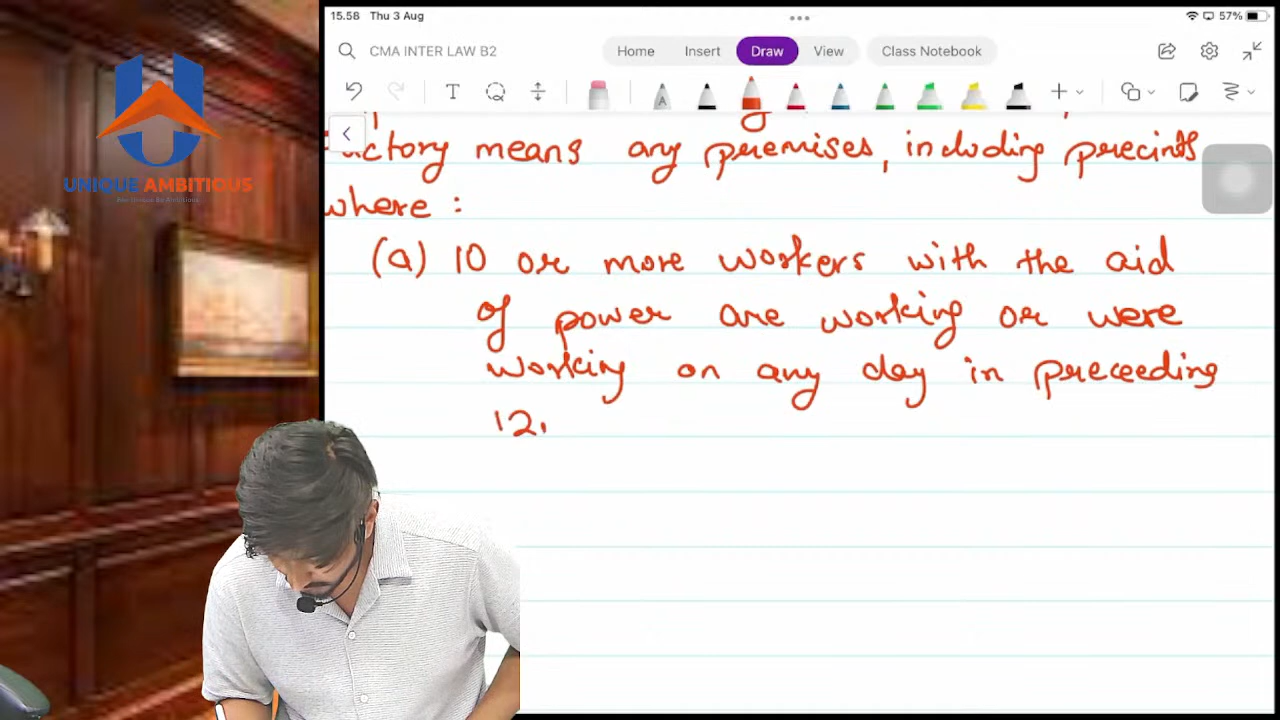 15.58 Thu 3 Aug
57%
CMA INTER LAW B2
Home Insert Draw View Class Notebook
UNIQUE AMBITIOUS
actory means any premises, including precints
where :
(a) 10 or more workers with the aid
of power are working or were
working on any day in preceeding
12.